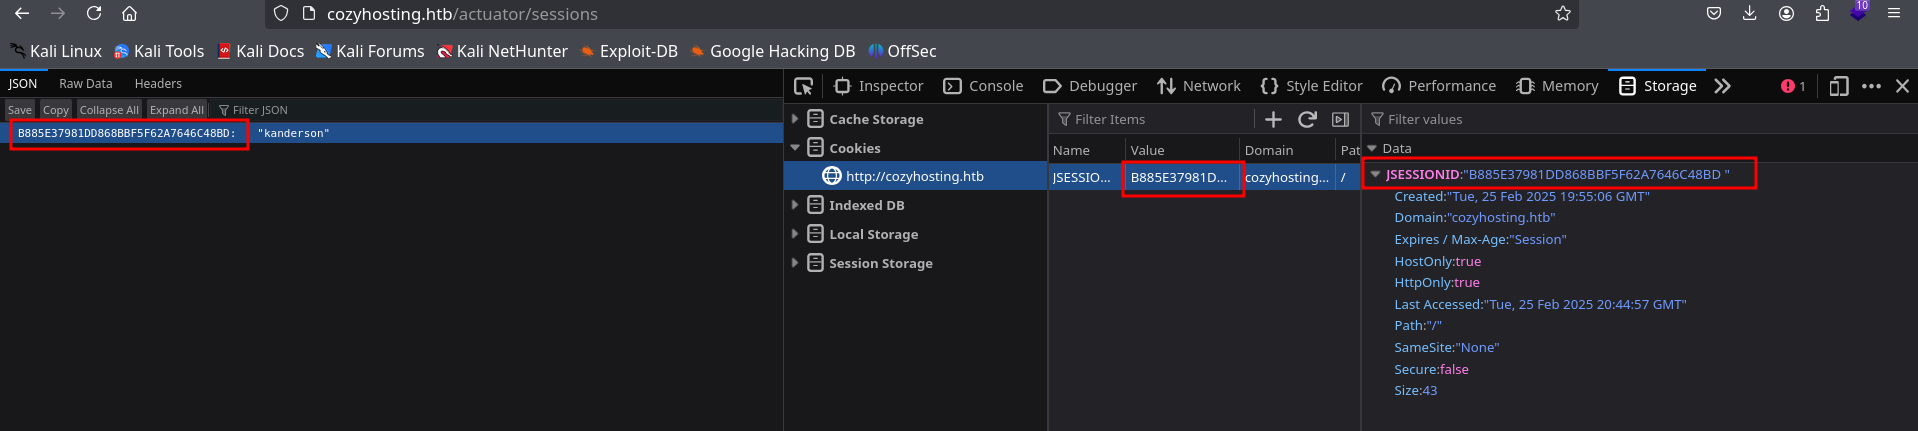 cozyhosting.htb/actuator/sessions
10
Kali Linux Kali Tools Kali Docs Kali Forums Kali NetHunter Exploit-DB Google Hacking DB OffSec
JSON Raw Data Headers
Save Copy Collapse All Expand All Filter JSON
B885E37981DD868BBF5F62A7646C48BD: "kanderson"
Inspector Console Debugger Network Style Editor Performance Memory Storage 1
Cache Storage
Cookies
http://cozyhosting.htb
Indexed DB
Local Storage
Session Storage
Filter Items
Name Value Domain Pat
JSESSIO... B885E37981D... cozyhosting... /
Filter values
Data
JSESSIONID:"B885E37981DD868BBF5F62A7646C48BD "
Created:"Tue, 25 Feb 2025 19:55:06 GMT"
Domain:"cozyhosting.htb"
Expires / Max-Age:"Session"
HostOnly:true
HttpOnly:true
Last Accessed:"Tue, 25 Feb 2025 20:44:57 GMT"
Path:"/"
SameSite:"None"
Secure:false
Size:43